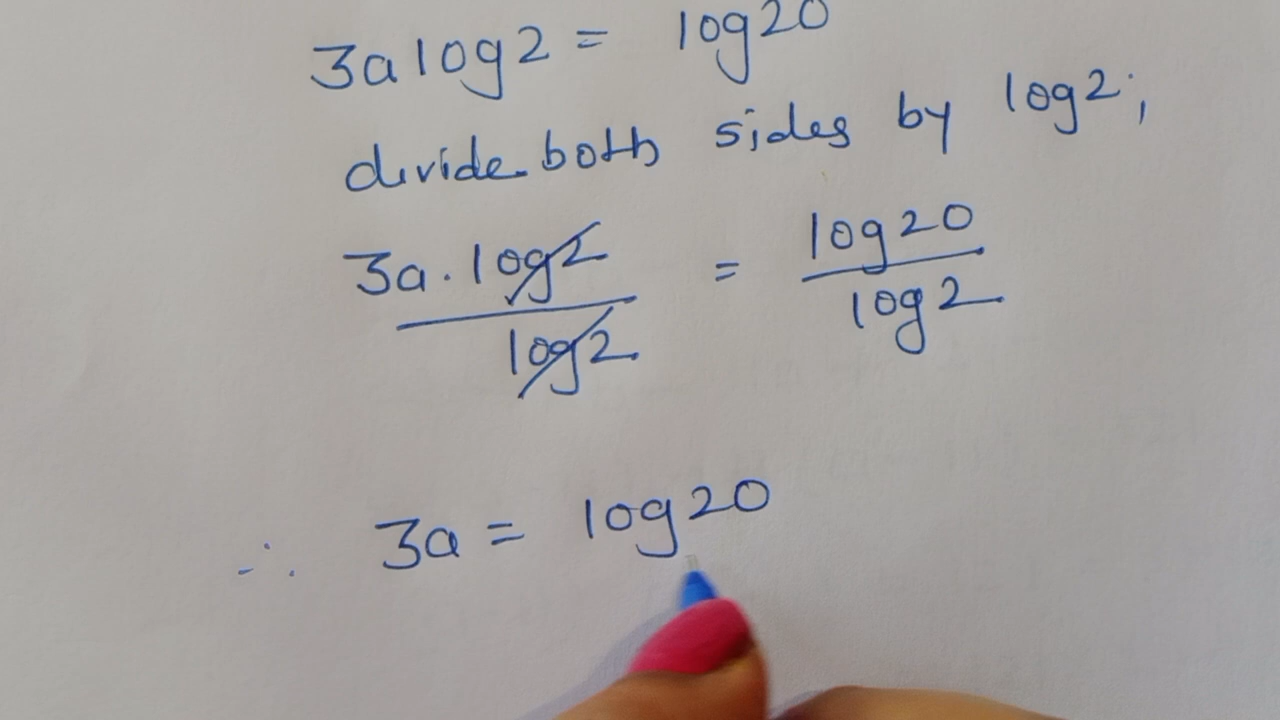 3a log2 = log20
divide both sides by log2;
3a . log2 = log20
log2 log2
∴ 3a = log20